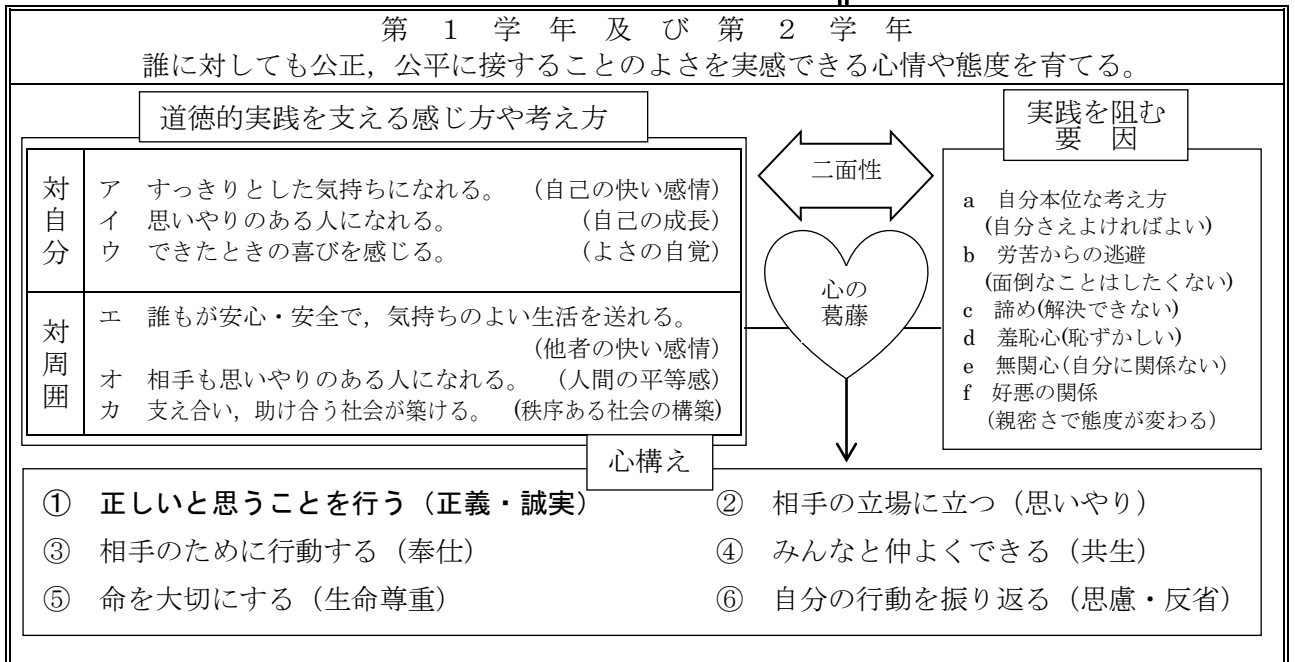 第 1 学 年 及 び 第 2 学 年
誰に対しても公正，公平に接することのよさを実感できる心情や態度を育てる。
道徳的実践を支える感じ方や考え方
対自分
ア すっきりとした気持ちになれる。 (自己の快い感情)
イ 思いやりのある人になれる。 (自己の成長)
ウ できたときの喜びを感じる。 (よさの自覚)
対周囲
エ 誰もが安心・安全で，気持ちのよい生活を送れる。
(他者の快い感情)
オ 相手も思いやりのある人になれる。 (人間の平等感)
カ 支え合い，助け合う社会が築ける。 (秩序ある社会の構築)
二面性
心の
葛藤
実践を阻む
要 因
a 自分本位な考え方
(自分さえよければよい)
b 労苦からの逃避
(面倒なことはしたくない)
c 諦め(解決できない)
d 羞恥心(恥ずかしい)
e 無関心(自分に関係ない)
f 好悪の関係
（親密さで態度が変わる）
心構え
① 正しいと思うことを行う（正義・誠実）
② 相手の立場に立つ（思いやり）
③ 相手のために行動する（奉仕）
④ みんなと仲よくできる（共生）
⑤ 命を大切にする（生命尊重）
⑥ 自分の行動を振り返る（思慮・反省）